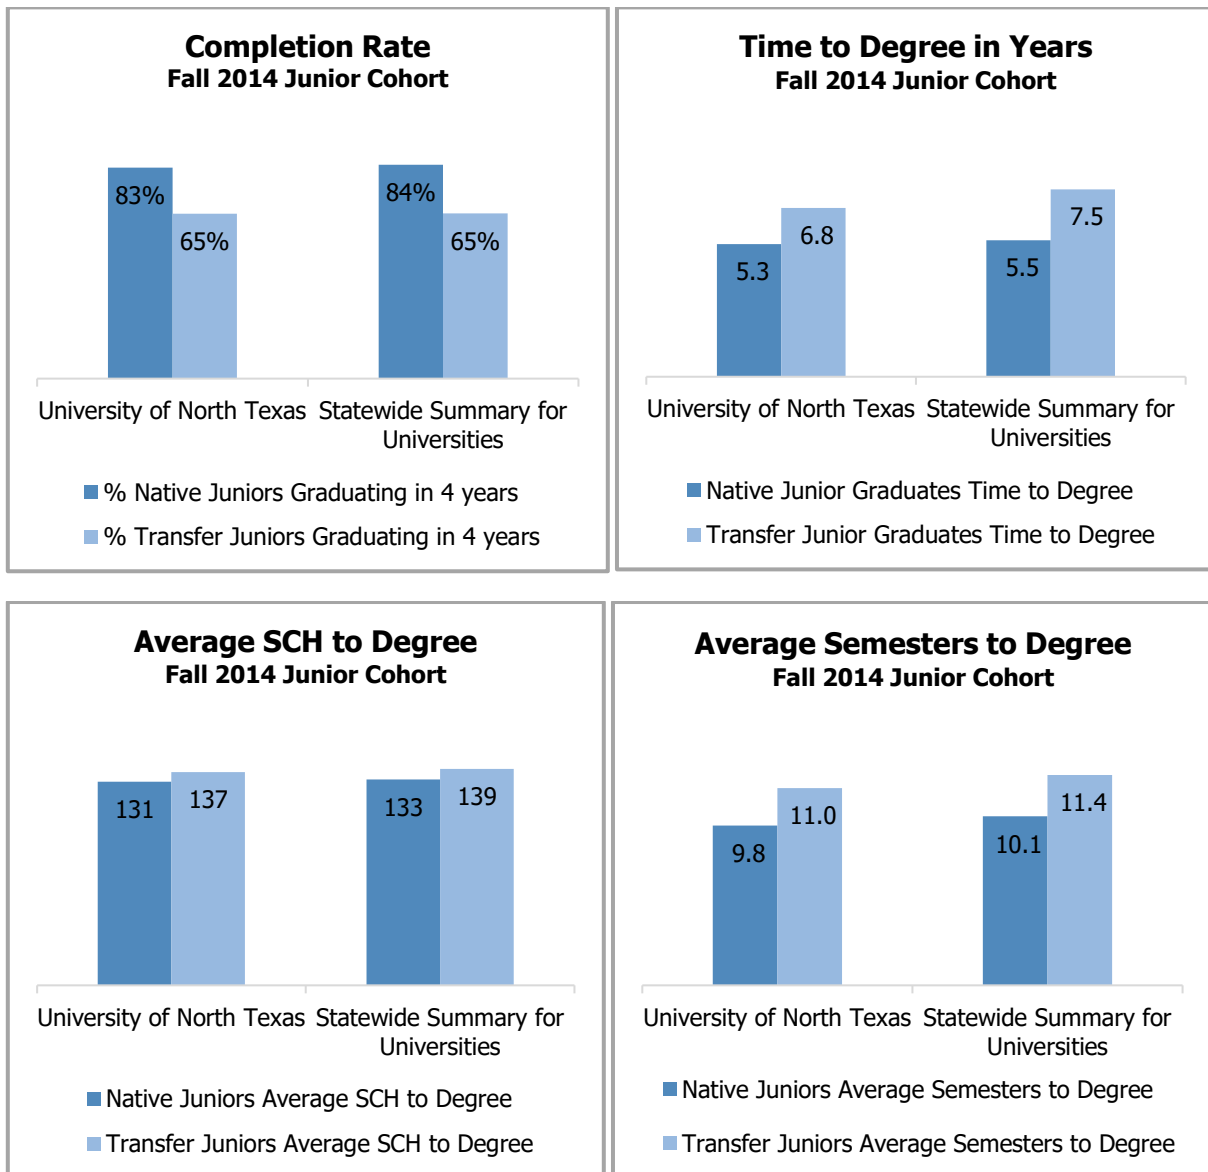 Completion Rate
Fall 2014 Junior Cohort
83%
65%
84%
65%
University of North Texas
Statewide Summary for
Universities
% Native Juniors Graduating in 4 years
% Transfer Juniors Graduating in 4 years
Time to Degree in Years
Fall 2014 Junior Cohort
5.3
6.8
5.5
7.5
University of North Texas
Statewide Summary for
Universities
Native Junior Graduates Time to Degree
Transfer Junior Graduates Time to Degree
Average SCH to Degree
Fall 2014 Junior Cohort
131
137
133
139
University of North Texas
Statewide Summary for
Universities
Native Juniors Average SCH to Degree
Transfer Juniors Average SCH to Degree
Average Semesters to Degree
Fall 2014 Junior Cohort
9.8
11.0
10.1
11.4
University of North Texas
Statewide Summary for
Universities
Native Juniors Average Semesters to Degree
Transfer Juniors Average Semesters to Degree